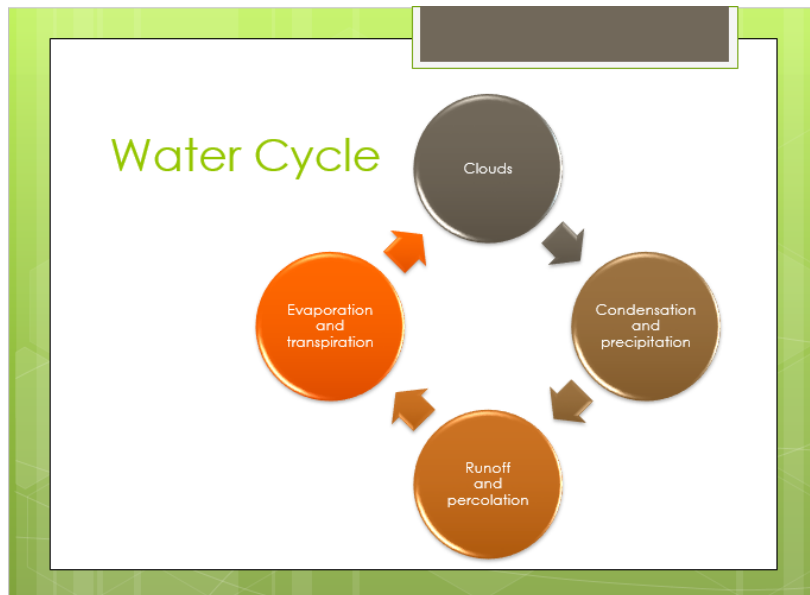 Water Cycle
Clouds
Condensation
and
precipitation
Runoff
and
percolation
Evaporation
and
transpiration